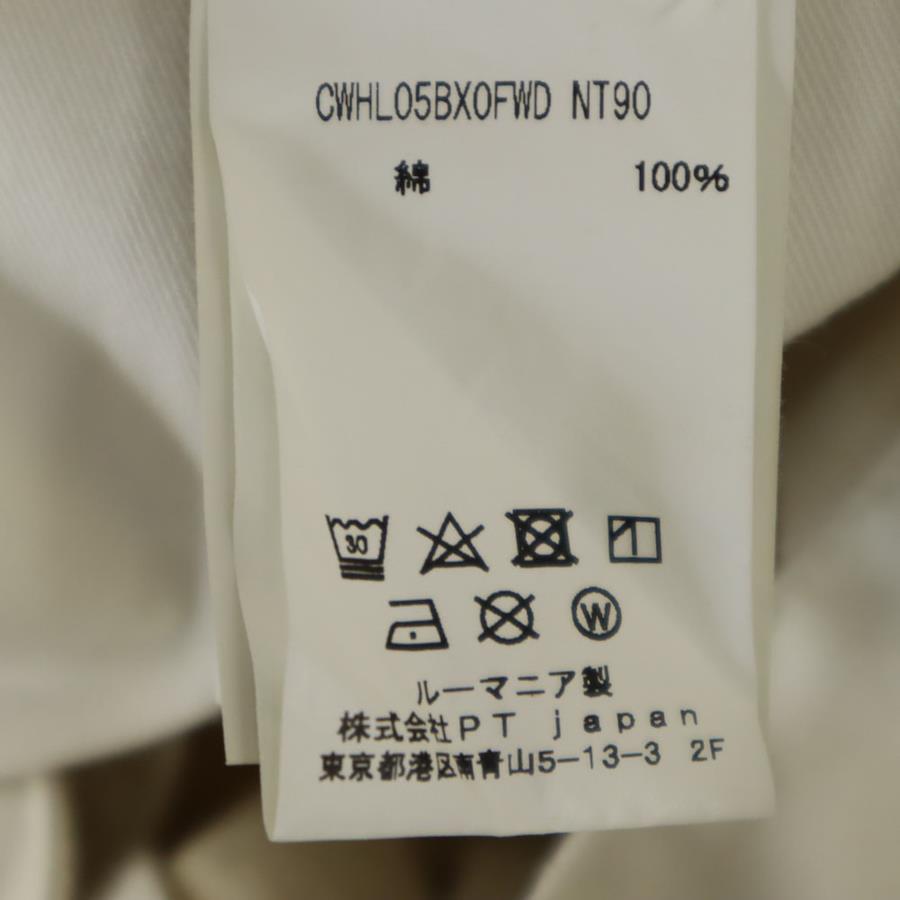 CWHL05BX0FWD NT90
綿 100%
30
W
ルーマニア製
株式会社PT japan
東京都港区南青山5-13-3 2F